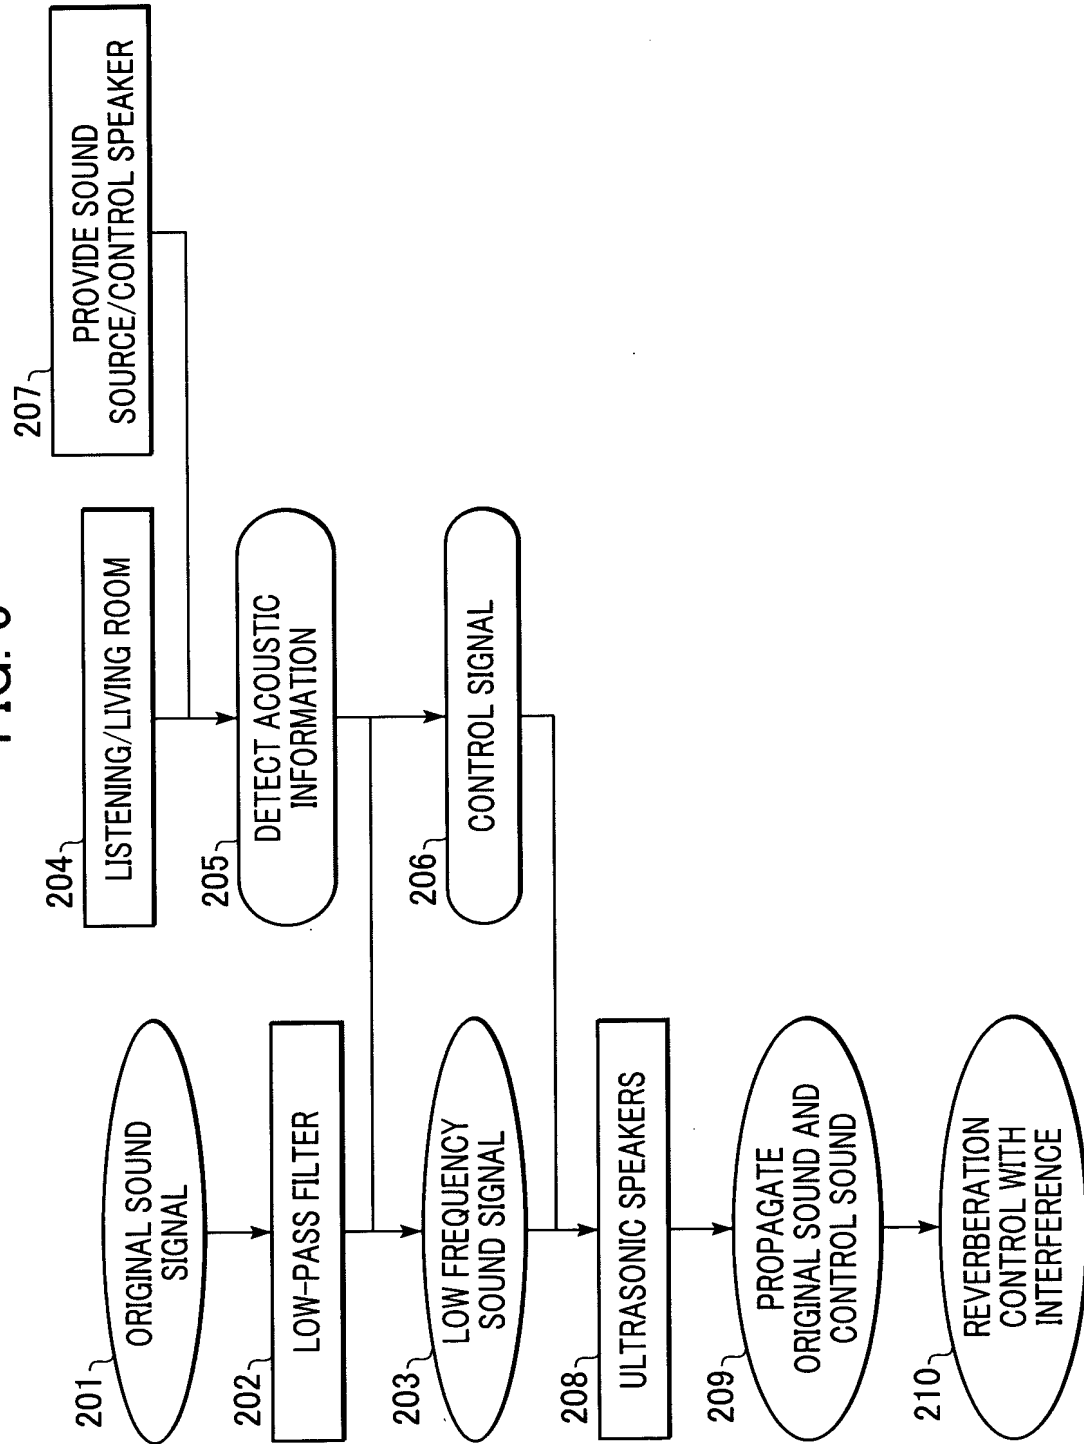 FIG.
201
ORIGINAL SOUND
SIGNAL
202
LOW-PASS FILTER
203
LOW FREQUENCY
SOUND SIGNAL
204
LISTENING/LIVING ROOM
205
DETECT ACOUSTIC
INFORMATION
206
CONTROL SIGNAL
207
PROVIDE SOUND
SOURCE/CONTROL SPEAKER
208
ULTRASONIC SPEAKERS
209
PROPAGATE
ORIGINAL SOUND AND
CONTROL SOUND
210
REVERBERATION
CONTROL WITH
INTERFERENCE